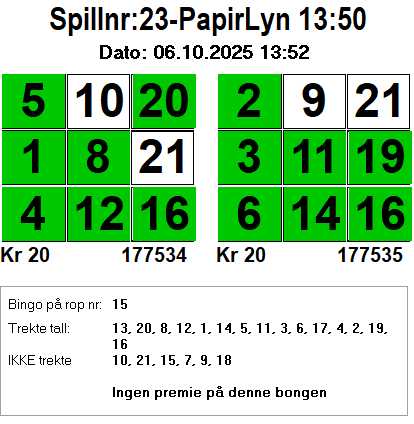 Spillnr:23-PapirLyn 13:50
Dato: 06.10.2025 13:52
5 10 20 2 9 21
1 8 21 3 11 19
4 12 16 6 14 16
Kr 20 177534 Kr 20 177535
Bingo på rop nr: 15
Trekte tall: 13, 20, 8, 12, 1, 14, 5, 11, 3, 6, 17, 4, 2, 19,
16
IKKE trekte 10, 21, 15, 7, 9, 18
Ingen premie på denne bongen